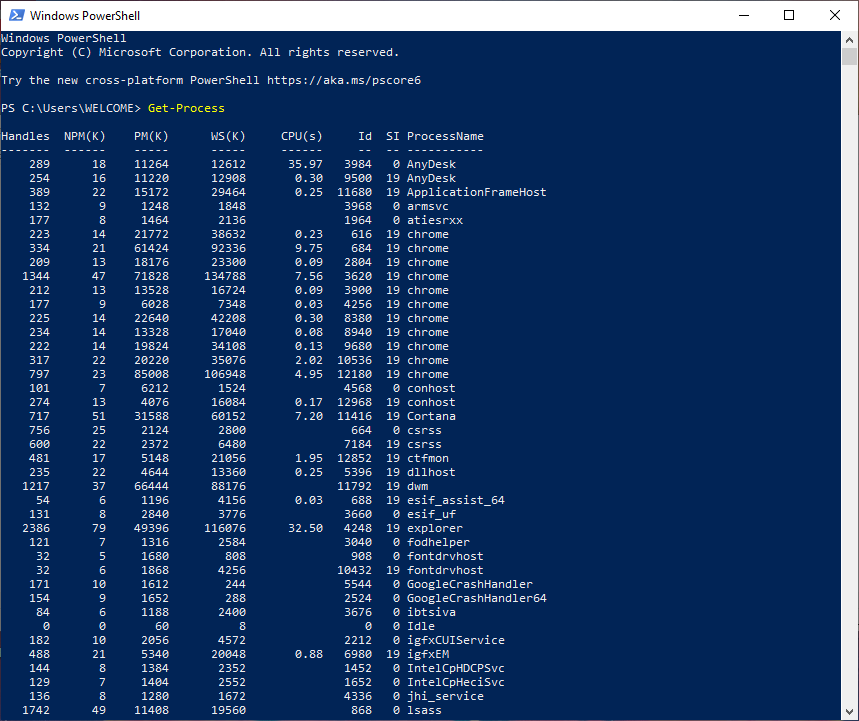 Windows PowerShell
Windows PowerShell
Copyright (C) Microsoft Corporation. All rights reserved.
Try the new cross-platform PowerShell https://aka.ms/pscore6
PS C:\Users\WELCOME> Get-Process
Handles  NPM(K)    PM(K)      WS(K)     CPU(s)     Id  SI ProcessName
-------  ------    -----      -----     ------     --  -- -----------
    289      18    11264      12612      35.97   3984   0 AnyDesk
    254      16    11220      12908       0.30   9500  19 AnyDesk
    389      22    15172      29464       0.25  11680  19 ApplicationFrameHost
    132       9     1248       1848              3968   0 armsvc
    177       8     1464       2136              1964   0 atiesrxx
    223      14    21772      38632       0.23    616  19 chrome
    334      21    61424      92336       9.75    684  19 chrome
    209      13    18176      23300       0.09   2804  19 chrome
   1344      47    71828     134788       7.56   3620  19 chrome
    212      13    13528      16724       0.09   3900  19 chrome
    177       9     6028       7348       0.03   4256  19 chrome
    225      14    22640      42208       0.30   8380  19 chrome
    234      14    13328      17040       0.08   8940  19 chrome
    222      14    19824      34108       0.13   9680  19 chrome
    317      22    20220      35076       2.02  10536  19 chrome
    797      23    85008     106948       4.95  12180  19 chrome
    101       7     6212       1524              4568   0 conhost
    274      13     4076      16084       0.17  12968  19 conhost
    717      51    31588      60152       7.20  11416  19 Cortana
    756      25     2124       2800               664   0 csrss
    600      22     2372       6480              7184  19 csrss
    481      17     5148      21056       1.95  12852  19 ctfmon
    235      22     4644      13360       0.25   5396  19 dllhost
   1217      37    66444      88176             11792  19 dwm
     54       6     1196       4156       0.03    688  19 esif_assist_64
    131       8     2840       3776              3660   0 esif_uf
   2386      79    49396     116076      32.50   4248  19 explorer
    121       7     1316       2584              3040   0 fodhelper
     32       5     1680        808               908   0 fontdrvhost
     32       6     1868       4256             10432  19 fontdrvhost
    171      10     1612        244              5544   0 GoogleCrashHandler
    154       9     1652        288              2524   0 GoogleCrashHandler64
     84       6     1188       2400              3676   0 ibtsiva
      0       0       60          8                 0   0 Idle
    182      10     2056       4572              2212   0 igfxCUIService
    488      21     5340      20048       0.88   6980  19 igfxEM
    144       8     1384       2352              1452   0 IntelCpHDCPSvc
    129       7     1404       2552              1652   0 IntelCpHeciSvc
    136       8     1280       1672              4336   0 jhi_service
   1742      49    11408      19560               868   0 lsass